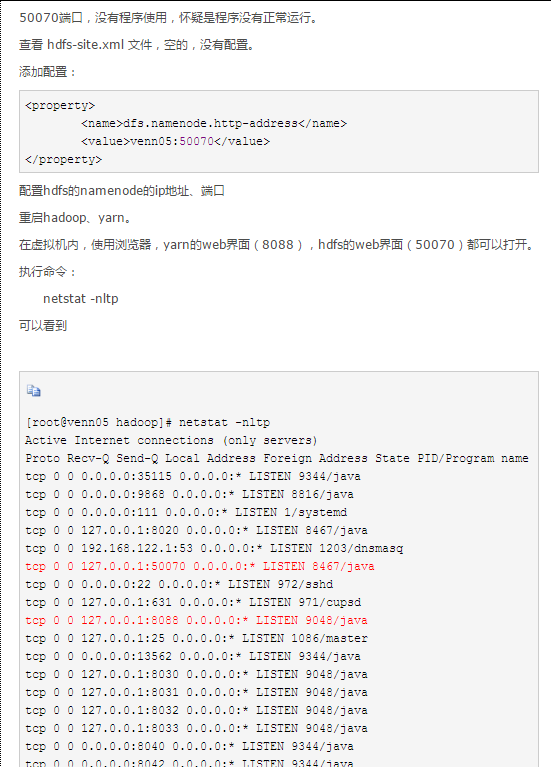 50070端口，没有程序使用，怀疑是程序没有正常运行。
查看 hdfs-site.xml 文件，空的，没有配置。
添加配置：
<property>
<name>dfs.namenode.http-address</name>
<value>venn05:50070</value>
</property>
配置hdfs的namenode的ip地址、端口
重启hadoop、yarn。
在虚拟机内，使用浏览器，yarn的web界面（8088），hdfs的web界面（50070）都可以打开。
执行命令：
netstat -nltp
可以看到
[root@venn05 hadoop]# netstat -nltp
Active Internet connections (only servers)
Proto Recv-Q Send-Q Local Address Foreign Address State PID/Program name
tcp 0 0 0.0.0.0:35115 0.0.0.0:* LISTEN 9344/java
tcp 0 0 0.0.0.0:9868 0.0.0.0:* LISTEN 8816/java
tcp 0 0 0.0.0.0:111 0.0.0.0:* LISTEN 1/systemd
tcp 0 0 127.0.0.1:8020 0.0.0.0:* LISTEN 8467/java
tcp 0 0 192.168.122.1:53 0.0.0.0:* LISTEN 1203/dnsmasq
tcp 0 0 127.0.0.1:50070 0.0.0.0:* LISTEN 8467/java
tcp 0 0 0.0.0.0:22 0.0.0.0:* LISTEN 972/sshd
tcp 0 0 127.0.0.1:631 0.0.0.0:* LISTEN 971/cupsd
tcp 0 0 127.0.0.1:8088 0.0.0.0:* LISTEN 9048/java
tcp 0 0 127.0.0.1:25 0.0.0.0:* LISTEN 1086/master
tcp 0 0 0.0.0.0:13562 0.0.0.0:* LISTEN 9344/java
tcp 0 0 127.0.0.1:8030 0.0.0.0:* LISTEN 9048/java
tcp 0 0 127.0.0.1:8031 0.0.0.0:* LISTEN 9048/java
tcp 0 0 127.0.0.1:8032 0.0.0.0:* LISTEN 9048/java
tcp 0 0 127.0.0.1:8033 0.0.0.0:* LISTEN 9048/java
tcp 0 0 0.0.0.0:8040 0.0.0.0:* LISTEN 9344/java
tcp 0 0 0.0.0.0:8042 0.0.0.0:* LISTEN 9344/java